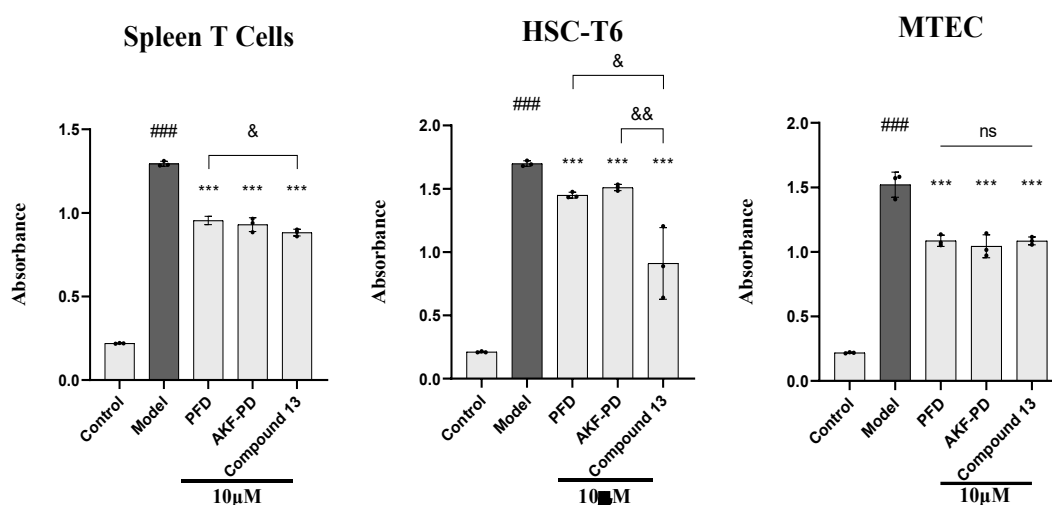 Spleen T Cells
Absorbance
1.5
1.0
0.5
0.0
###
&
*** *** ***
Control
Model
PFD
AKF-PD
Compound 13
10µM
HSC-T6
Absorbance
2.0
1.5
1.0
0.5
0.0
&
###
&&
*** *** ***
Control
Model
PFD
AKF-PD
Compound 13
MTEC
Absorbance
2.0
1.5
1.0
0.5
0.0
###
ns
*** *** ***
Control
Model
PFD
AKF-PD
Compound 13
10µM